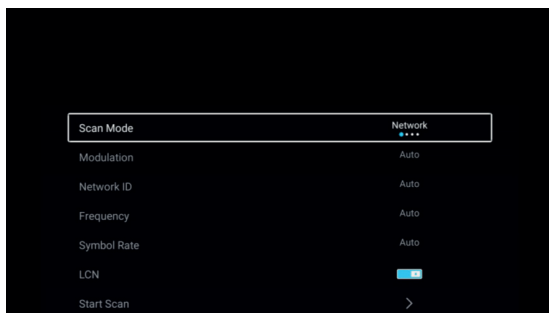 Scan Mode Network
Modulation Auto
Network ID Auto
Frequency Auto
Symbol Rate Auto
LCN
Start Scan